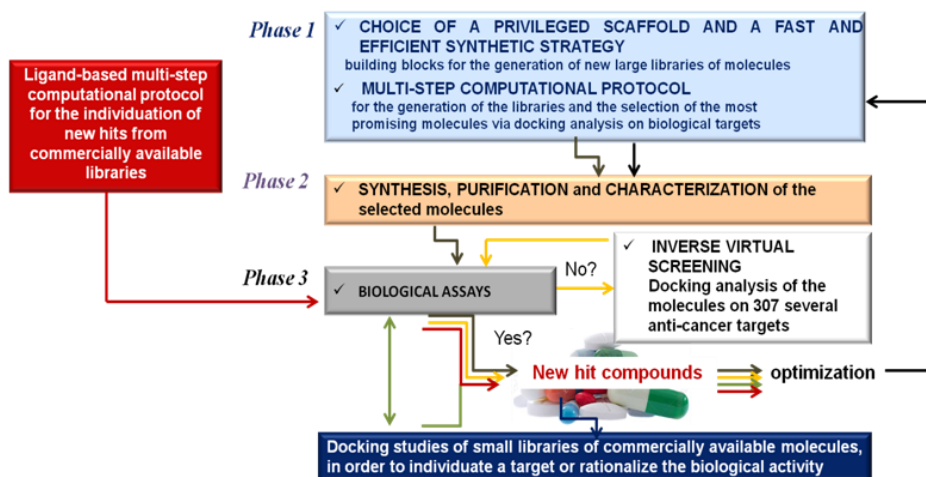 Phase 1
✓ CHOICE OF A PRIVILEGED SCAFFOLD AND A FAST AND
EFFICIENT SYNTHETIC STRATEGY
building blocks for the generation of new large libraries of molecules
✓ MULTI-STEP COMPUTATIONAL PROTOCOL
for the generation of the libraries and the selection of the most
promising molecules via docking analysis on biological targets
Ligand-based multi-step
computational protocol
for the individuation of
new hits from
commercially available
libraries
Phase 2
✓ SYNTHESIS, PURIFICATION and CHARACTERIZATION of the
selected molecules
Phase 3
✓ BIOLOGICAL ASSAYS
No?
✓ INVERSE VIRTUAL
SCREENING
Docking analysis of the
molecules on 307 several
anti-cancer targets
Yes?
New hit compounds
optimization
Docking studies of small libraries of commercially available molecules,
in order to individuate a target or rationalize the biological activity